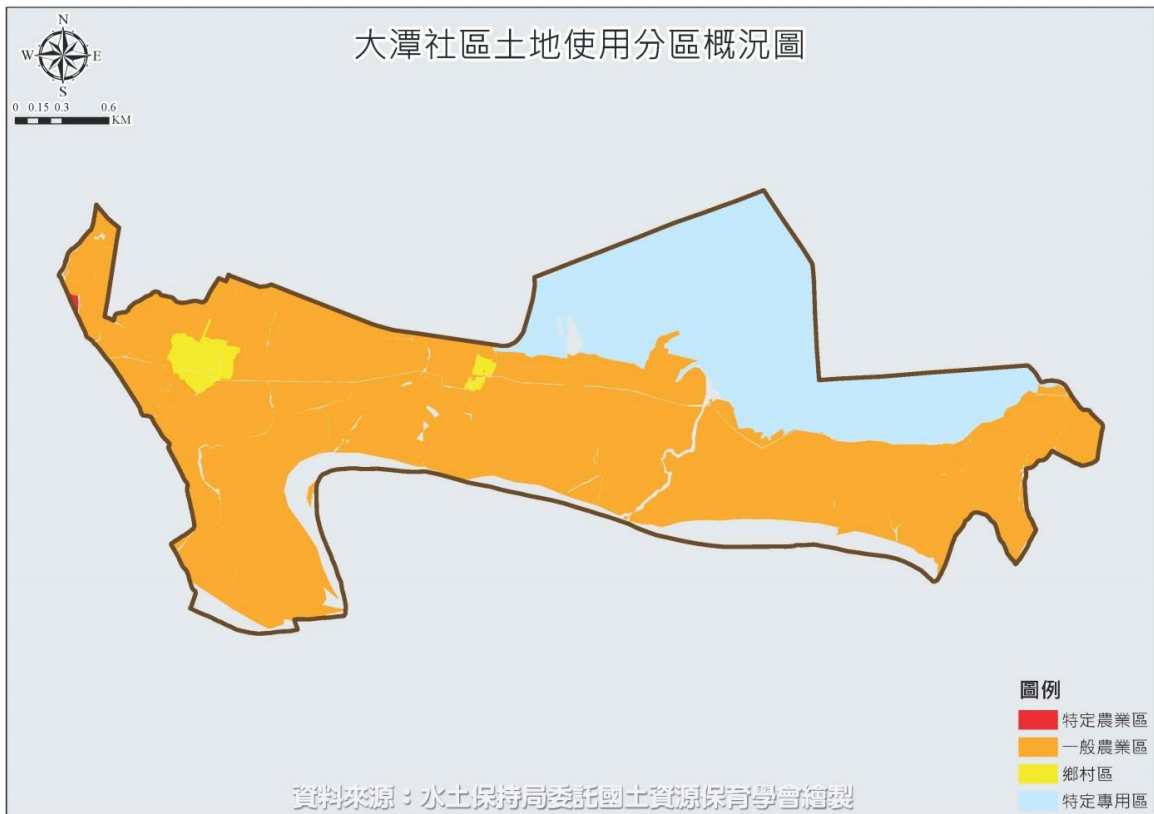 大潭社區土地使用分區概況圖
N
W E
S
0 0.15 0.3 0.6
KM
圖例
特定農業區
一般農業區
鄉村區
特定專用區
資料來源：水土保持局委託國土資源保育學會繪製